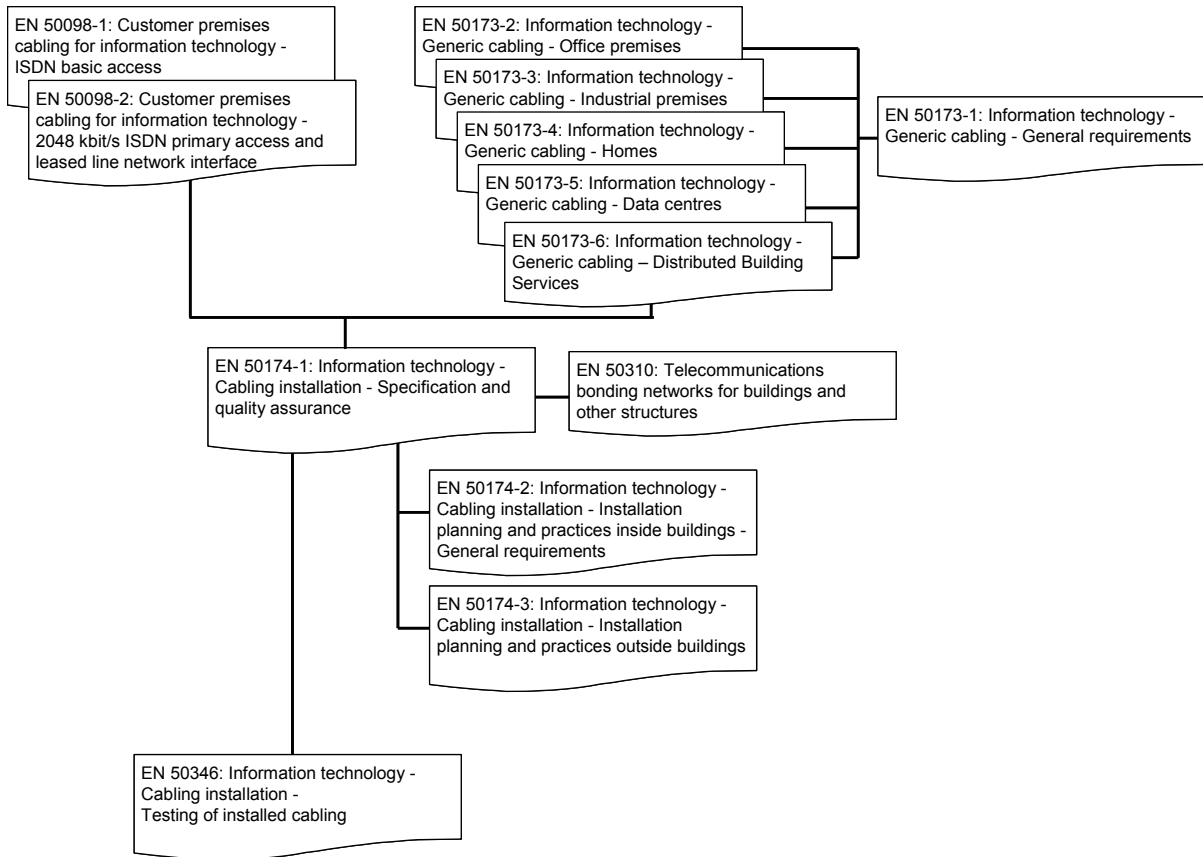 EN 50098-1: Customer premises
cabling for information technology -
ISDN basic access
EN 50098-2: Customer premises
cabling for information technology -
2048 kbit/s ISDN primary access and
leased line network interface
EN 50173-2: Information technology -
Generic cabling - Office premises
EN 50173-3: Information technology -
Generic cabling - Industrial premises
EN 50173-4: Information technology -
Generic cabling - Homes
EN 50173-5: Information technology -
Generic cabling - Data centres
EN 50173-6: Information technology -
Generic cabling – Distributed Building
Services
EN 50173-1: Information technology -
Generic cabling - General requirements
EN 50174-1: Information technology -
Cabling installation - Specification and
quality assurance
EN 50310: Telecommunications
bonding networks for buildings and
other structures
EN 50174-2: Information technology -
Cabling installation - Installation
planning and practices inside buildings -
General requirements
EN 50174-3: Information technology -
Cabling installation - Installation
planning and practices outside buildings
EN 50346: Information technology -
Cabling installation -
Testing of installed cabling